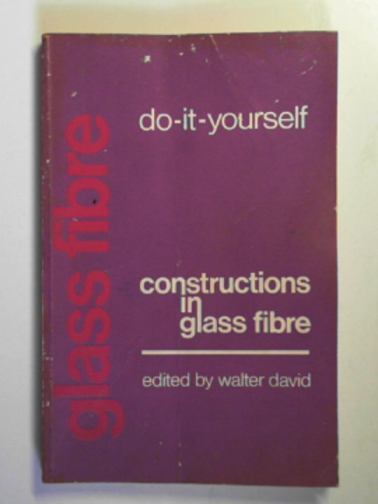 glass fibre
do-it-yourself
constructions
in
glass fibre
edited by walter david